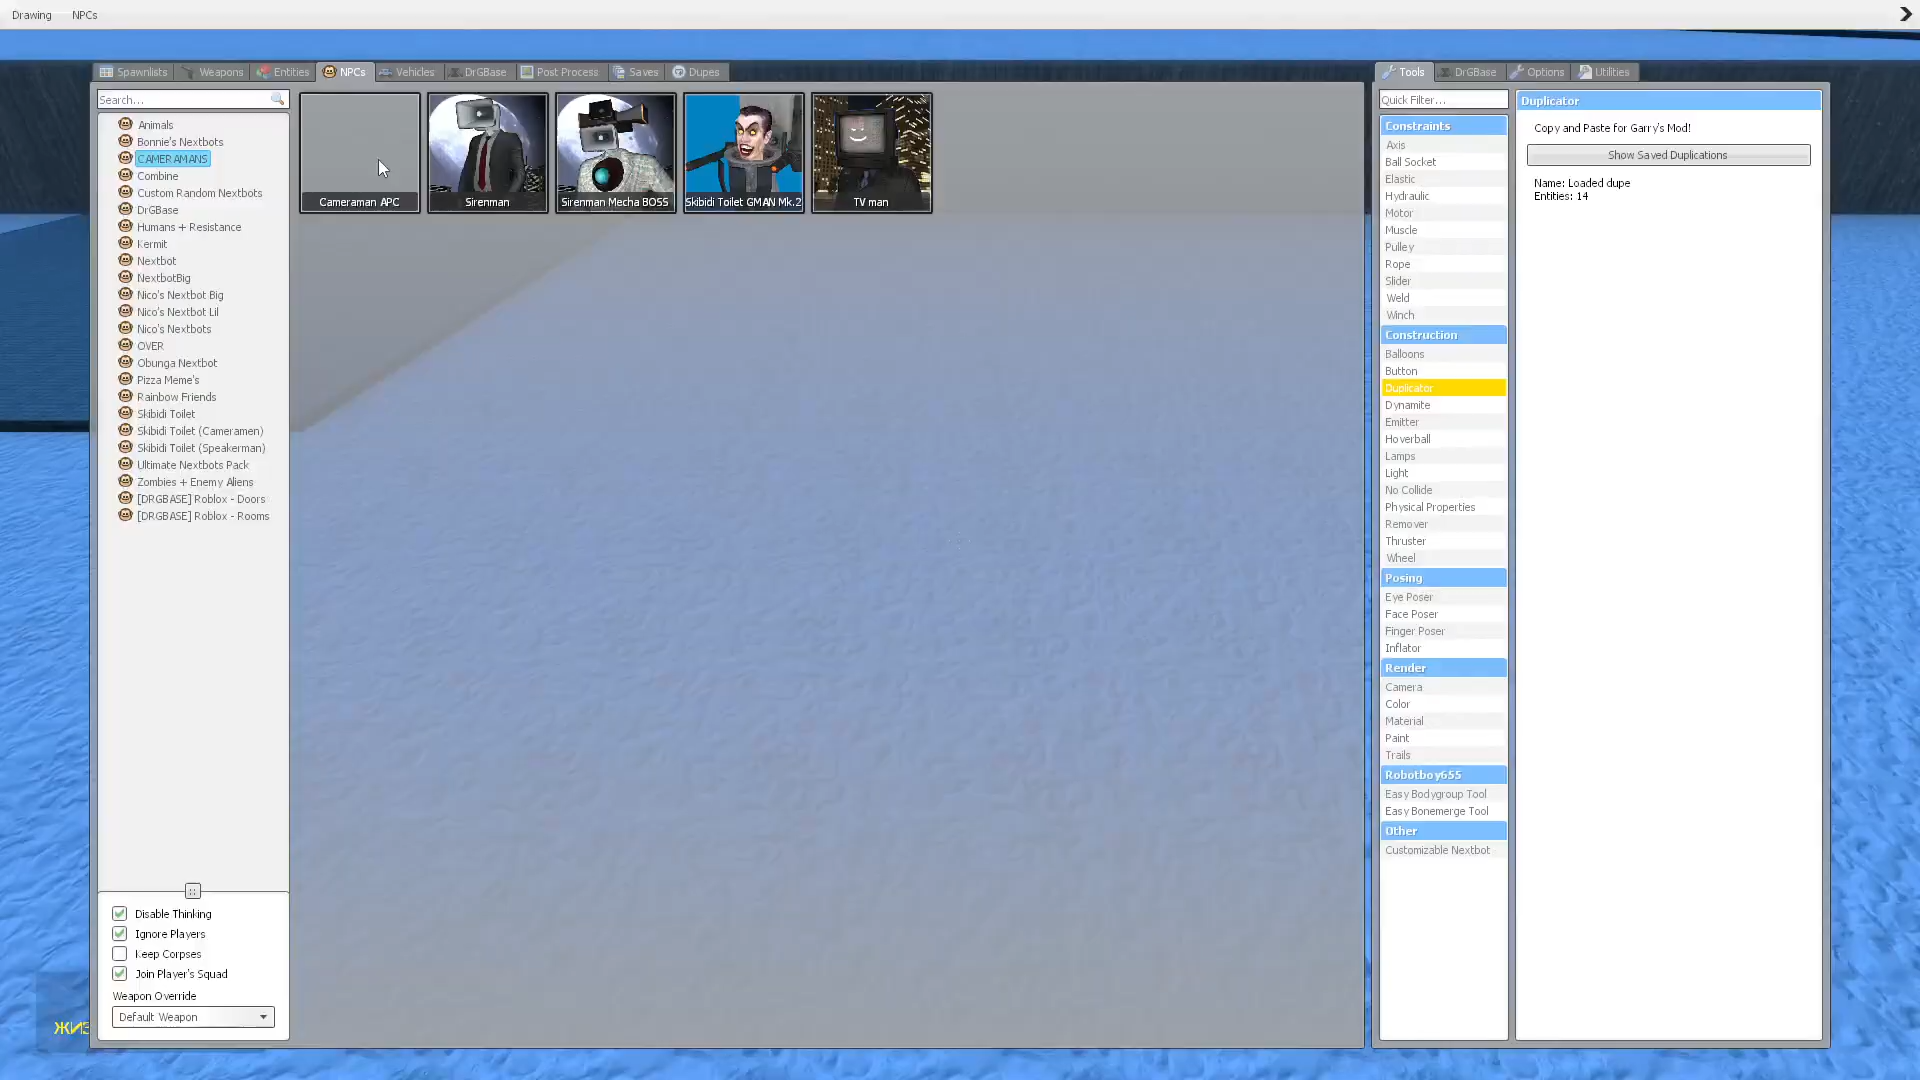 Drawing NPCs
Spawnlists Weapons Entities NPCs Vehicles DrGBase Post Process Saves Dupes
Search...
Animals
Bonnie's Nextbots
CAMERAMANS
Combine
Custom Random Nextbots
DrGBase
Humans + Resistance
Kermit
Nextbot
NextbotBig
Nico's Nextbot Big
Nico's Nextbot Lil
Nico's Nextbots
OVER
Obunga Nextbot
Pizza Meme's
Rainbow Friends
Skibidi Toilet
Skibidi Toilet (Cameramen)
Skibidi Toilet (Speakerman)
Ultimate Nextbots Pack
Zombies + Enemy Aliens
[DRGBASE] Roblox - Doors
[DRGBASE] Roblox - Rooms
Disable Thinking
Ignore Players
Keep Corpses
Join Player's Squad
Weapon Override
Default Weapon
Cameraman APC
Sirenman
Sirenman Mecha BOSS
Skibidi Toilet GMAN Mk.2
TV man
Tools DrGBase Options Utilities
Quick Filter...
Constraints
Axis
Ball Socket
Elastic
Hydraulic
Motor
Muscle
Pulley
Rope
Slider
Weld
Winch
Construction
Balloons
Button
Duplicator
Dynamite
Emitter
Hoverball
Lamps
Light
No Collide
Physical Properties
Remover
Thruster
Wheel
Posing
Eye Poser
Face Poser
Finger Poser
Inflator
Render
Camera
Color
Material
Paint
Trails
Robotboy655
Easy Bodygroup Tool
Easy Bonemerge Tool
Other
Customizable Nextbot
Duplicator
Copy and Paste for Garry's Mod!
Show Saved Duplications
Name: Loaded dupe
Entities: 14